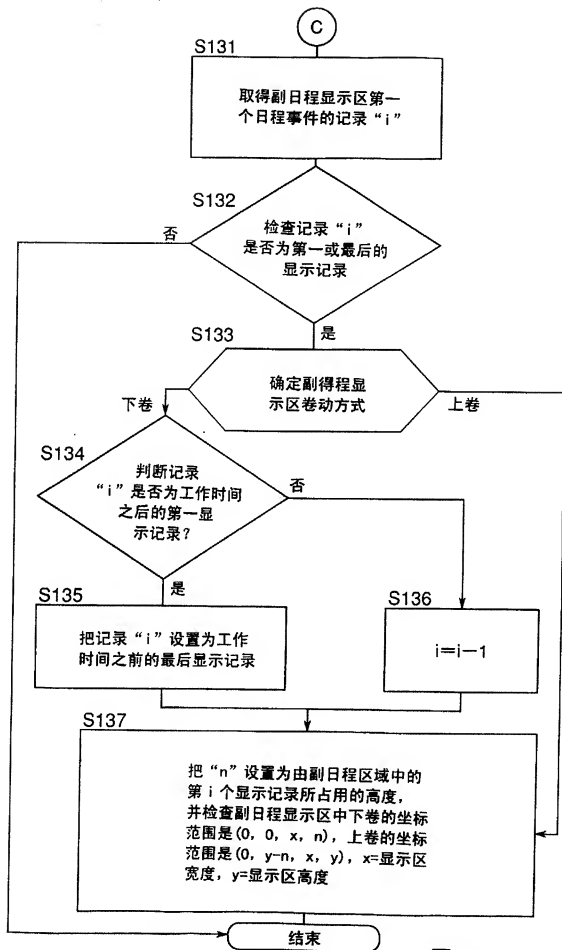 C
S131
取得副日程显示区第一
个日程事件的记录“i”
S132
检查记录“i”
是否为第一或最后的
显示记录
否
是
S133
确定副得程显
示区卷动方式
下卷
上卷
S134
判断记录
“i”是否为工作时间
之后的第一显
示记录？
否
是
S135
把记录“i”设置为工作
时间之前的最后显示记录
S136
i＝i－1
S137
把“n”设置为由副日程区域中的
第i个显示记录所占用的高度，
并检查副日程显示区中下卷的坐标
范围是(0, 0, x, n)，上卷的坐标
范围是(0, y-n, x, y)，x=显示区
宽度，y=显示区高度
结束